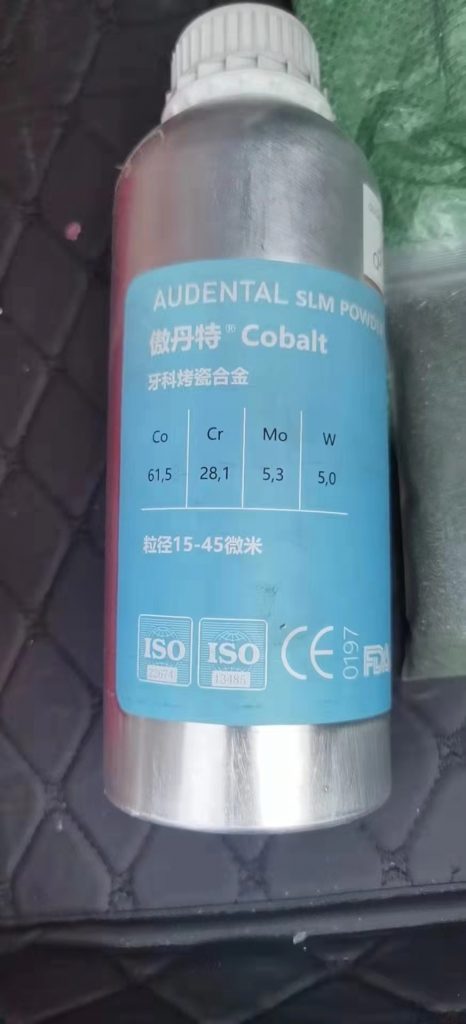 AUDENTAL SLM POWDER
傲丹特® Cobalt
牙科烤瓷合金
Co Cr Mo W
61,5 28,1 5,3 5,0
粒径15-45微米
ISO 22674 ISO 13485 CE 0197 FDA